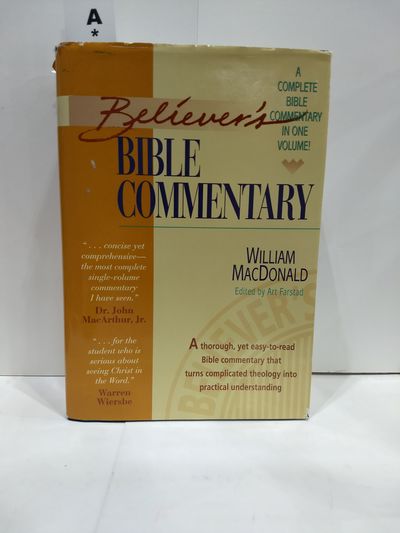 A
*
A
COMPLETE
BIBLE
COMMENTARY
IN ONE
VOLUME!
Believer's
BIBLE
COMMENTARY
WILLIAM
MACDONALD
Edited by Art Farstad
" . . . concise yet
comprehensive—
the most complete
single-volume
commentary
I have seen."
Dr. John
MacArthur, Jr.
" . . . for the
student who is
serious about
seeing Christ in
the Word."
Warren
Wiersbe
A thorough, yet easy-to-read
Bible commentary that
turns complicated theology into
practical understanding
BELIEVER'S